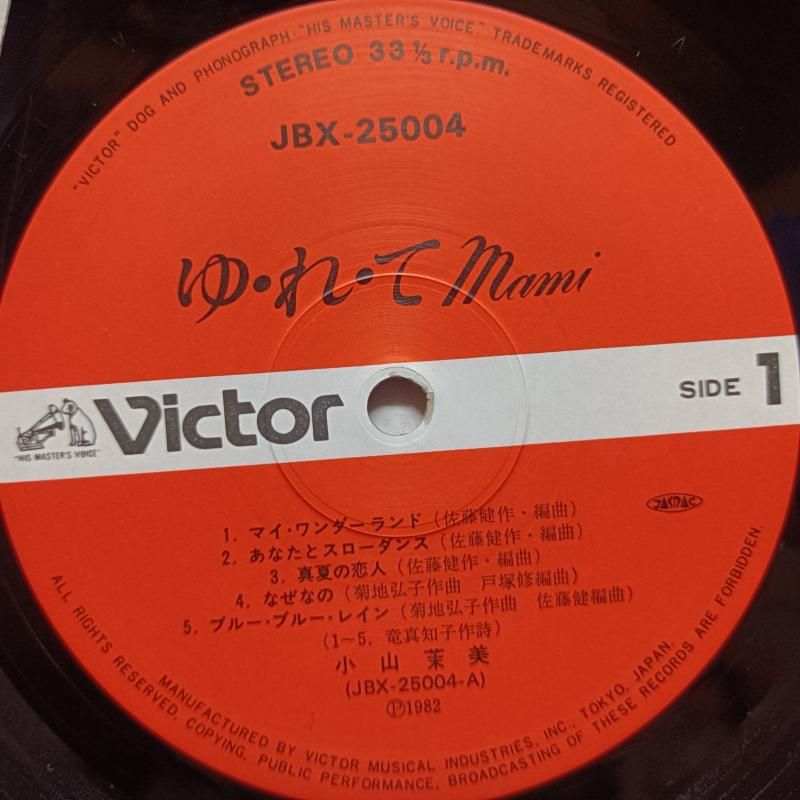 "VICTOR" DOG AND PHONOGRAPH・"HIS MASTER'S VOICE" TRADEMARKS REGISTERED
STEREO 33⅓ r.p.m.
JBX-25004
ゆ・れ・て Mami
"HIS MASTER'S VOICE"
Victor
SIDE 1
JASRAC
1. マイ・ワンダーランド (佐藤健作・編曲)
2. あなたとスローダンス (佐藤健作・編曲)
3. 真夏の恋人 (佐藤健作・編曲)
4. なぜなの (菊地弘子作曲 戸塚修編曲)
5. ブルー・ブルー・レイン (菊地弘子作曲 佐藤健編曲)
(1〜5. 竜真知子作詩)
小山茉美
(JBX-25004-A)
Ⓟ1982
ALL RIGHTS RESERVED. COPYING, PUBLIC PERFORMANCE, BROADCASTING OF THESE RECORDS ARE FORBIDDEN.
MANUFACTURED BY VICTOR MUSICAL INDUSTRIES, INC., TOKYO, JAPAN.